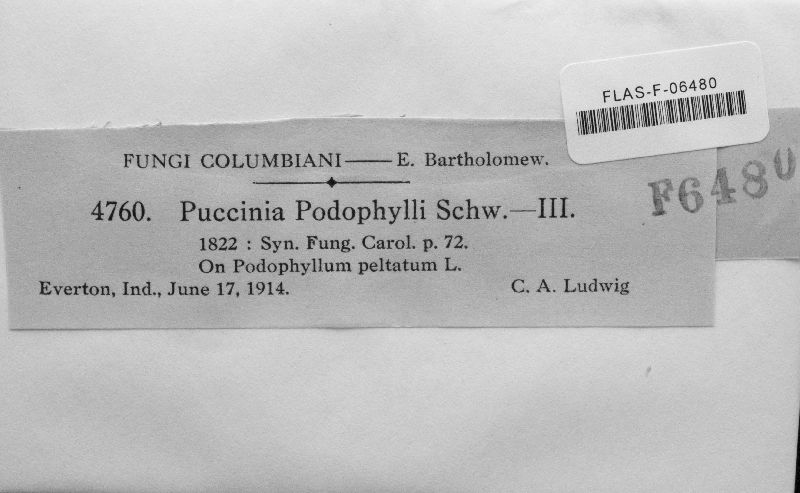 FLAS-F-06480
FUNGI COLUMBIANI—E. Bartholomew.
F6480
4760. Puccinia Podophylli Schw.—III.
1822 : Syn. Fung. Carol. p. 72.
On Podophyllum peltatum L.
Everton, Ind., June 17, 1914. C. A. Ludwig